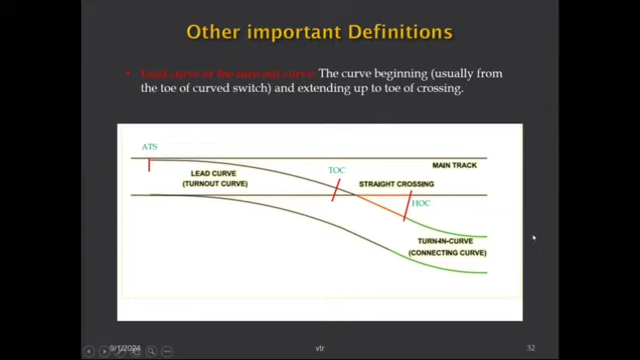 Other important Definitions
• Lead curve or the turn out curve: The curve beginning (usually from
the toe of curved switch) and extending up to toe of crossing.
ATS
MAIN TRACK
TOC
LEAD CURVE
(TURNOUT CURVE)
STRAIGHT CROSSING
HOC
TURN-IN-CURVE
(CONNECTING CURVE)
9/1/2024
vtr
32